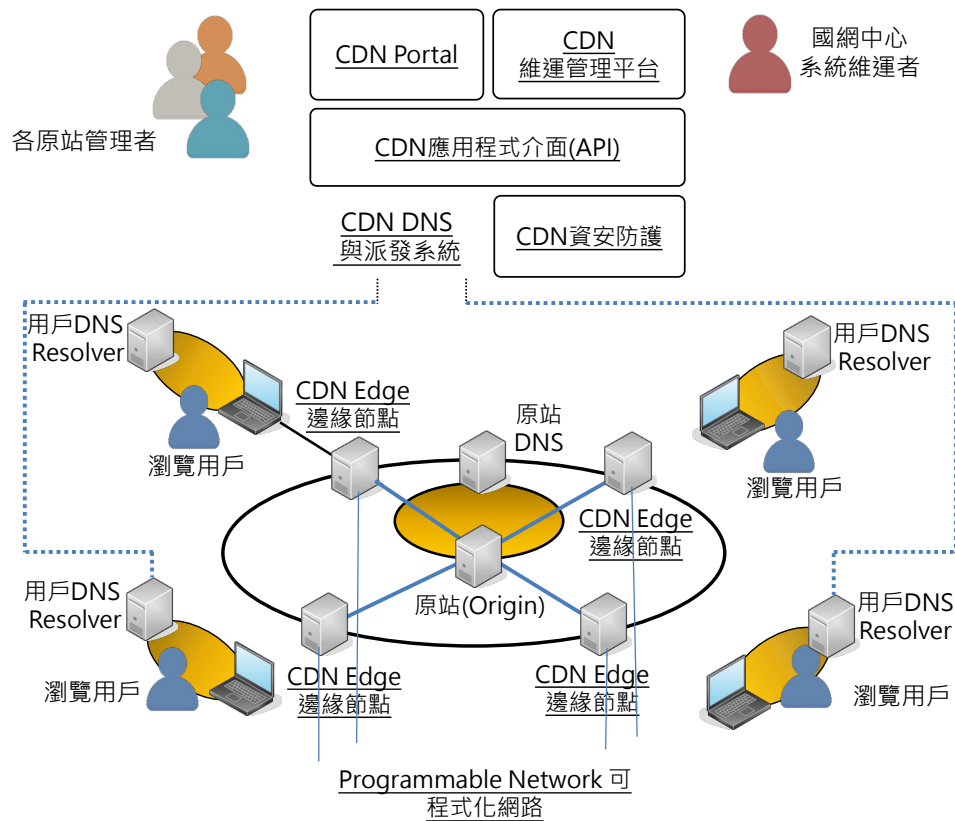 CDN Portal
CDN
維運管理平台
國網中心
系統維運者
各原站管理者
CDN應用程式介面(API)
CDN DNS
與派發系統
CDN資安防護
用戶DNS
Resolver
用戶DNS
Resolver
CDN Edge
邊緣節點
原站
DNS
瀏覽用戶
瀏覽用戶
CDN Edge
邊緣節點
用戶DNS
Resolver
原站(Origin)
用戶DNS
Resolver
CDN Edge
邊緣節點
CDN Edge
邊緣節點
瀏覽用戶
瀏覽用戶
Programmable Network 可
程式化網路